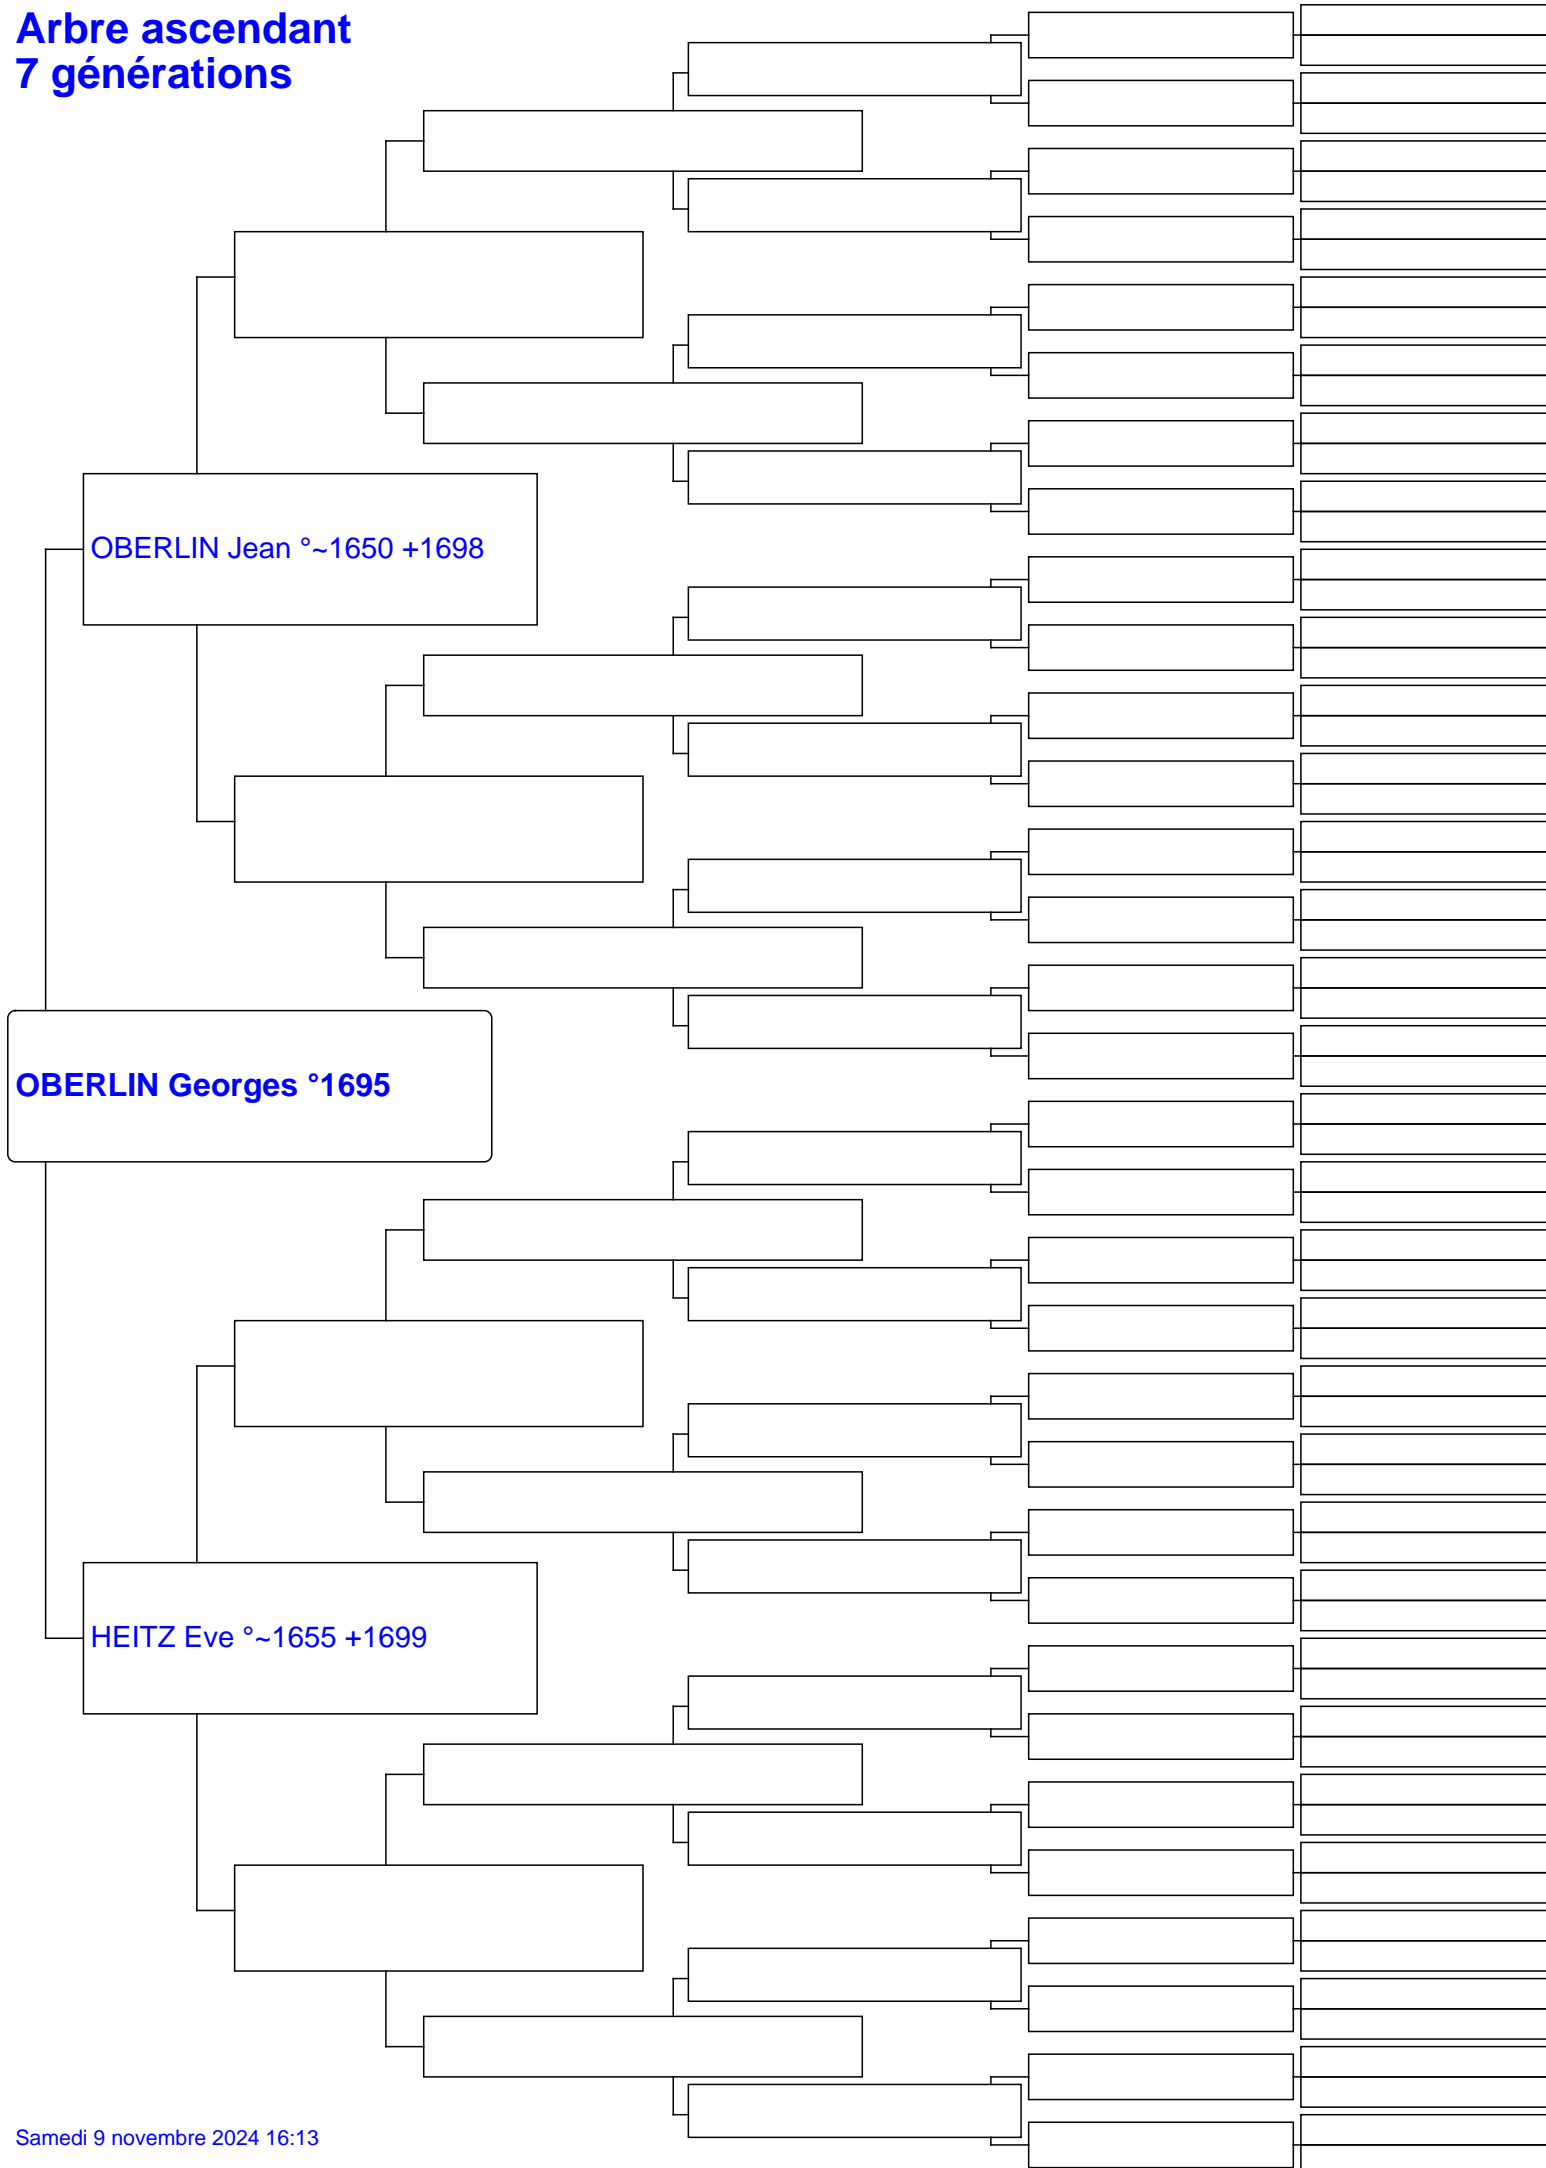 Arbre ascendant
7 générations
OBERLIN Jean °~1650 +1698
OBERLIN Georges °1695
HEITZ Eve °~1655 +1699
Samedi 9 novembre 2024 16:13